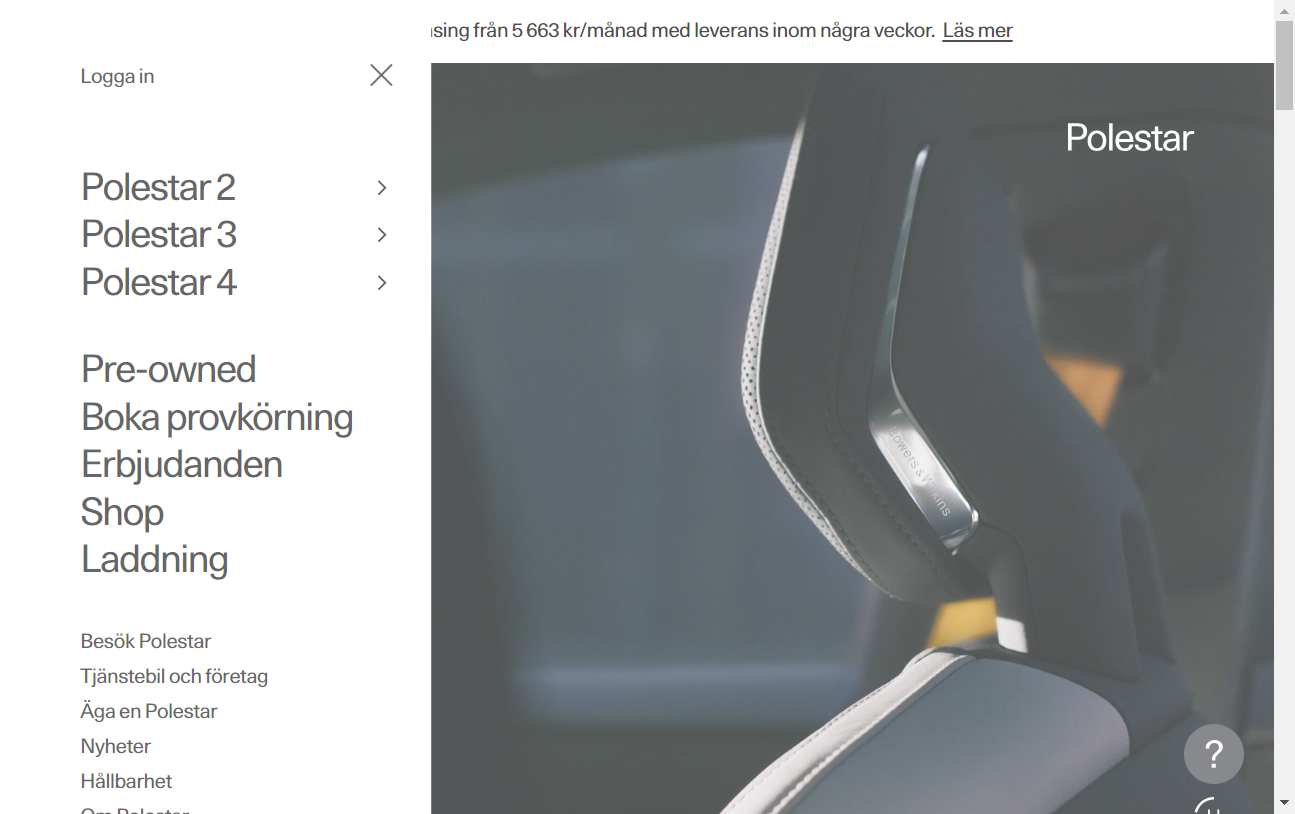 från 5 663 kr/månad med leverans inom några veckor. Läs mer
Logga in
Polestar
Polestar 2
Polestar 3
Polestar 4
Pre-owned
Boka provkörning
Erbjudanden
Shop
Laddning
Bowers & Wilkins
Besök Polestar
Tjänstebil och företag
Äga en Polestar
Nyheter
?
Hållbarhet